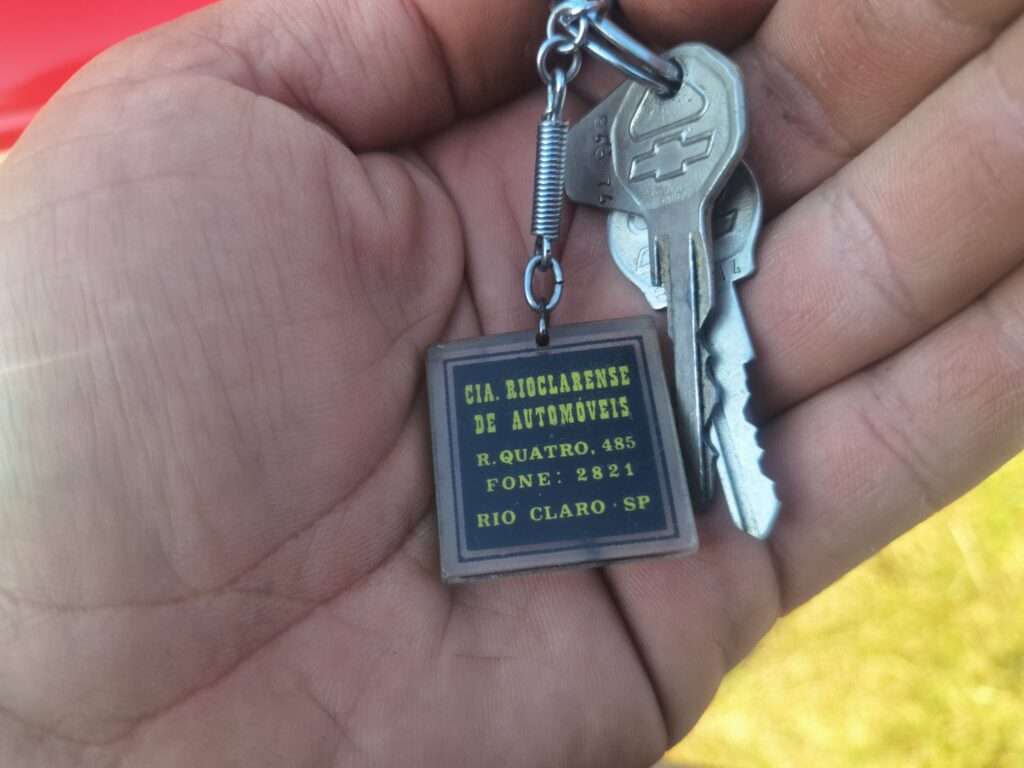 CIA. RIOCLARENSE
DE AUTOMÓVEIS
R. QUATRO, 485
FONE: 2821
RIO CLARO - SP